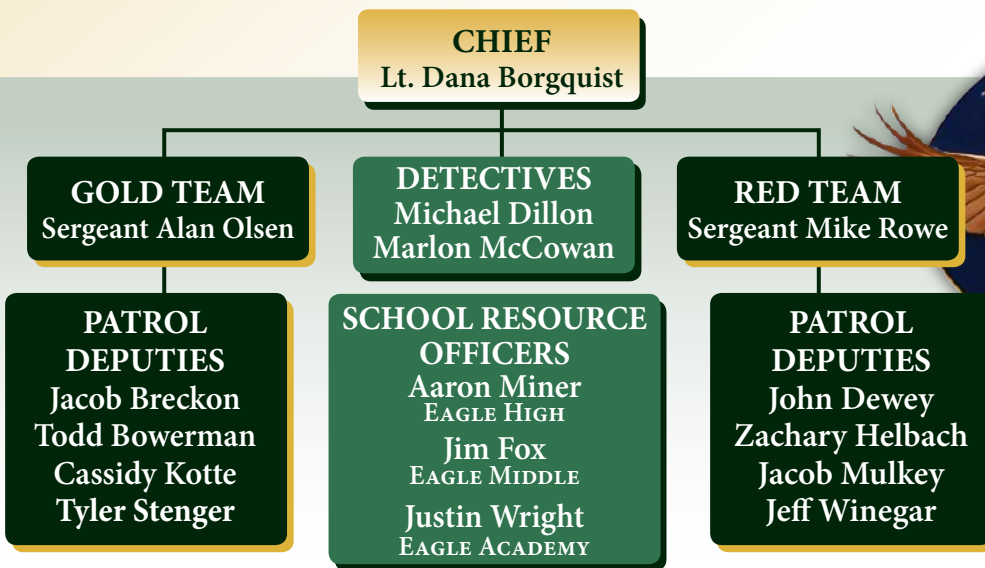 CHIEF
Lt. Dana Borgquist
GOLD TEAM
Sergeant Alan Olsen
DETECTIVES
Michael Dillon
Marlon McCowan
RED TEAM
Sergeant Mike Rowe
PATROL
DEPUTIES
Jacob Breckon
Todd Bowerman
Cassidy Kotte
Tyler Stenger
SCHOOL RESOURCE
OFFICERS
Aaron Miner
EAGLE HIGH
Jim Fox
EAGLE MIDDLE
Justin Wright
EAGLE ACADEMY
PATROL
DEPUTIES
John Dewey
Zachary Helbach
Jacob Mulkey
Jeff Winegar